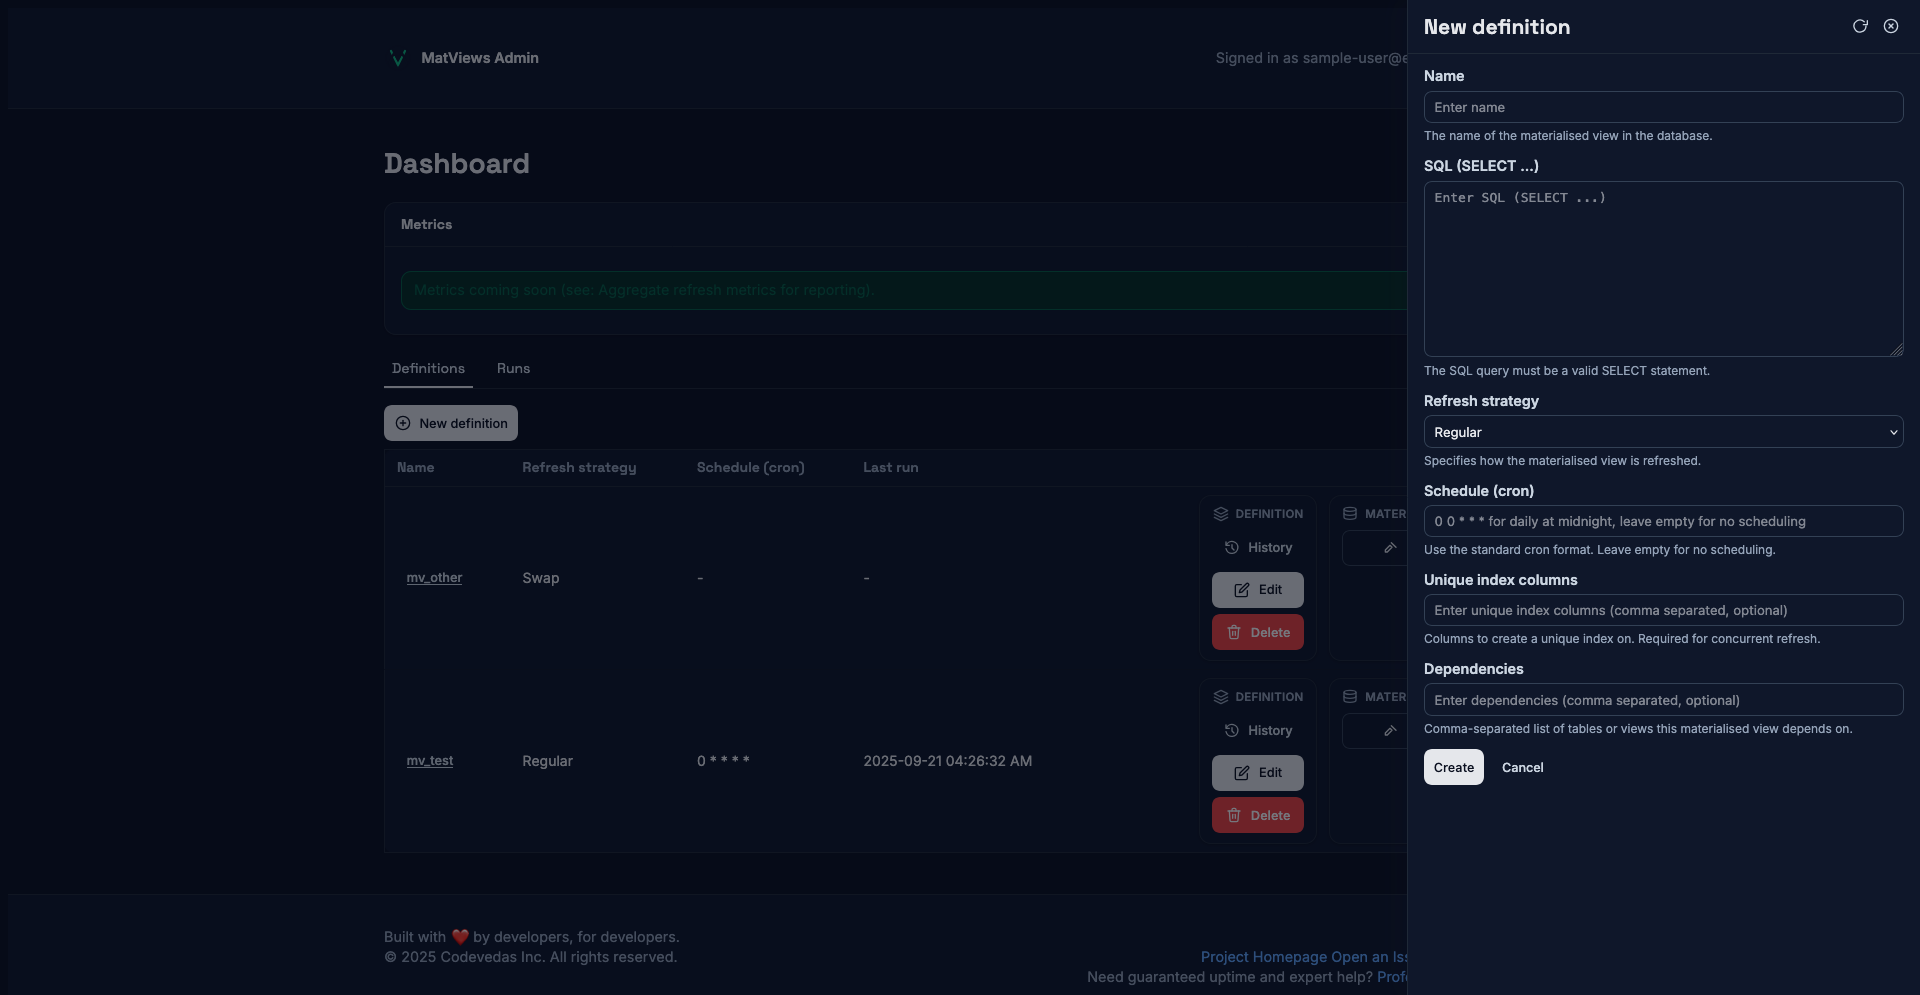 MatViews Admin
Signed in as sample-user@e
Dashboard
Metrics
Metrics coming soon (see: Aggregate refresh metrics for reporting).
Definitions
Runs
New definition
Name
Refresh strategy
Schedule (cron)
Last run
mv_other
Swap
-
-
DEFINITION
History
Edit
Delete
MATER
mv_test
Regular
0 * * * *
2025-09-21 04:26:32 AM
DEFINITION
History
Edit
Delete
MATER
Built with ❤️ by developers, for developers.
© 2025 Codevedas Inc. All rights reserved.
Project Homepage Open an Iss
Need guaranteed uptime and expert help? Profe
New definition
Name
Enter name
The name of the materialised view in the database.
SQL (SELECT ...)
Enter SQL (SELECT ...)
The SQL query must be a valid SELECT statement.
Refresh strategy
Regular
Specifies how the materialised view is refreshed.
Schedule (cron)
0 0 * * * for daily at midnight, leave empty for no scheduling
Use the standard cron format. Leave empty for no scheduling.
Unique index columns
Enter unique index columns (comma separated, optional)
Columns to create a unique index on. Required for concurrent refresh.
Dependencies
Enter dependencies (comma separated, optional)
Comma-separated list of tables or views this materialised view depends on.
Create
Cancel